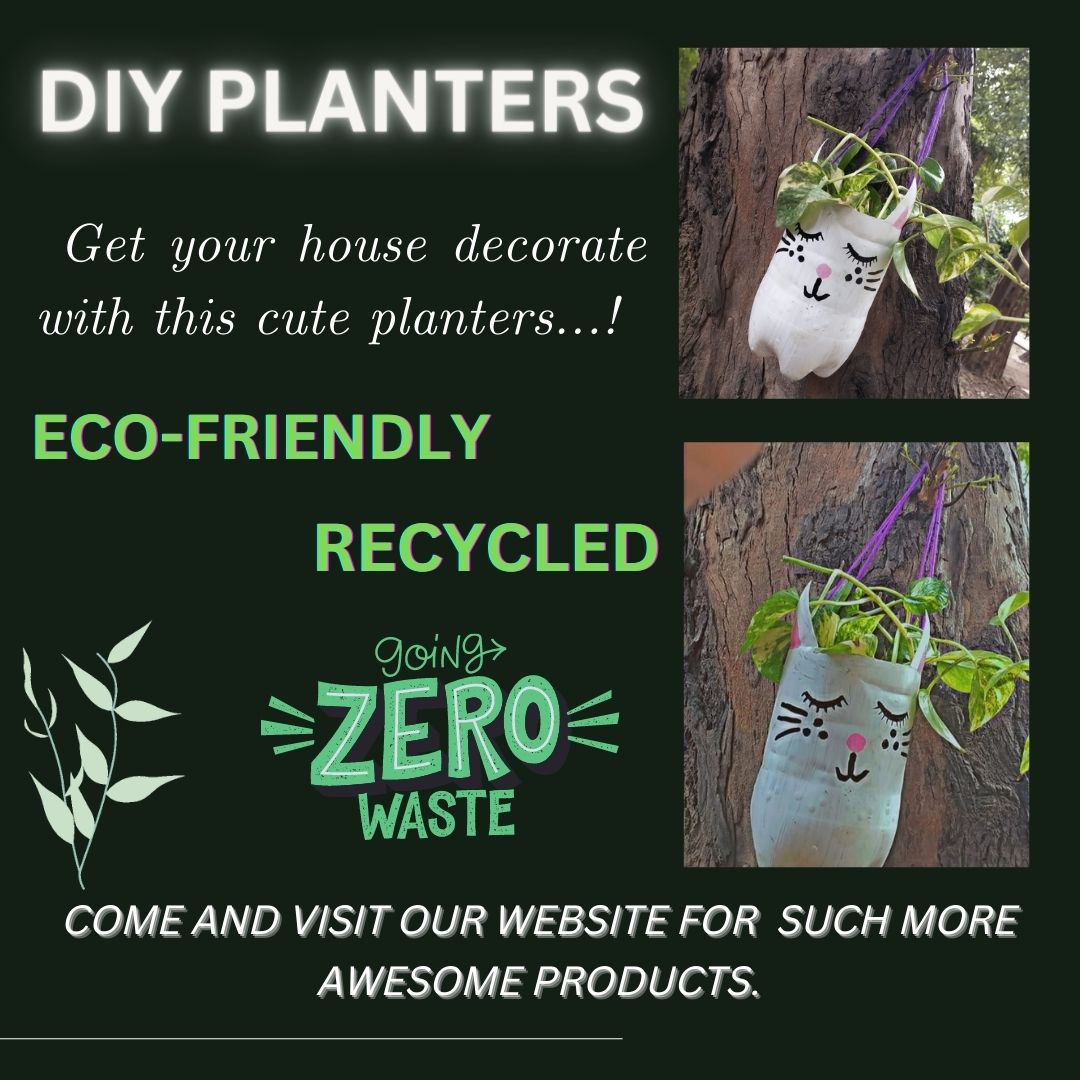 DIY PLANTERS
Get your house decorate
with this cute planters...!
ECO-FRIENDLY
RECYCLED
going
ZERO
WASTE
COME AND VISIT OUR WEBSITE FOR SUCH MORE
AWESOME PRODUCTS.